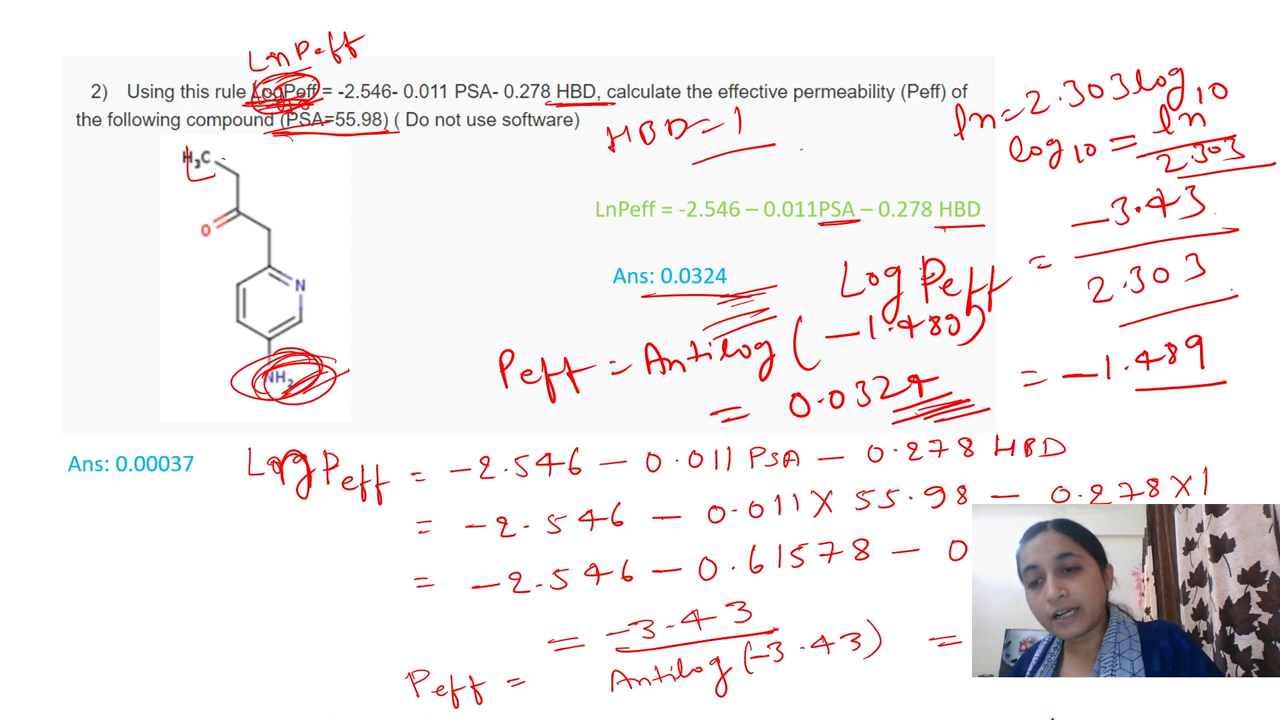 LnPeff
2) Using this rule LogPeff = -2.546- 0.011 PSA- 0.278 HBD, calculate the effective permeability (Peff) of
the following compound (PSA=55.98) ( Do not use software)
HBD=1
ln=2.303log10
log10 = ln
2.303
H3C
O
N
NH2
LnPeff = -2.546 – 0.011PSA – 0.278 HBD
Ans: 0.0324
Log Peff = -3.43
2.303
= -1.489
Peff = Antilog (-1.489)
= 0.0324
Ans: 0.00037
Log Peff = -2.546 - 0.011 PSA - 0.278 HBD
= -2.546 - 0.011 X 55.98 - 0.278 X 1
= -2.546 - 0.61578 - 0
= -3.43
Peff = Antilog (-3.43) =